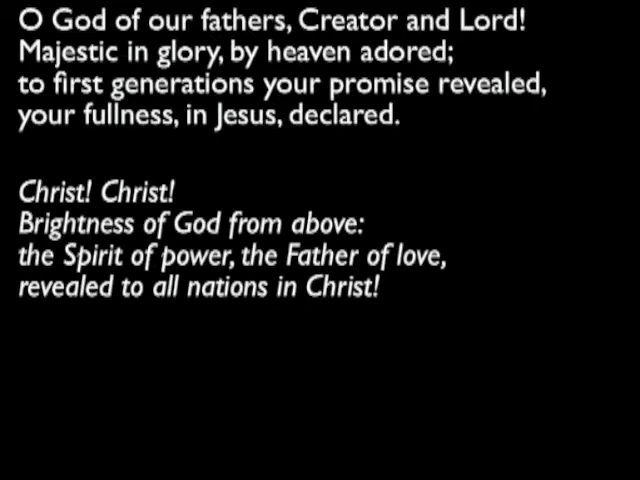 O God of our fathers, Creator and Lord!
Majestic in glory, by heaven adored;
to first generations your promise revealed,
your fullness, in Jesus, declared.
Christ! Christ!
Brightness of God from above:
the Spirit of power, the Father of love,
revealed to all nations in Christ!